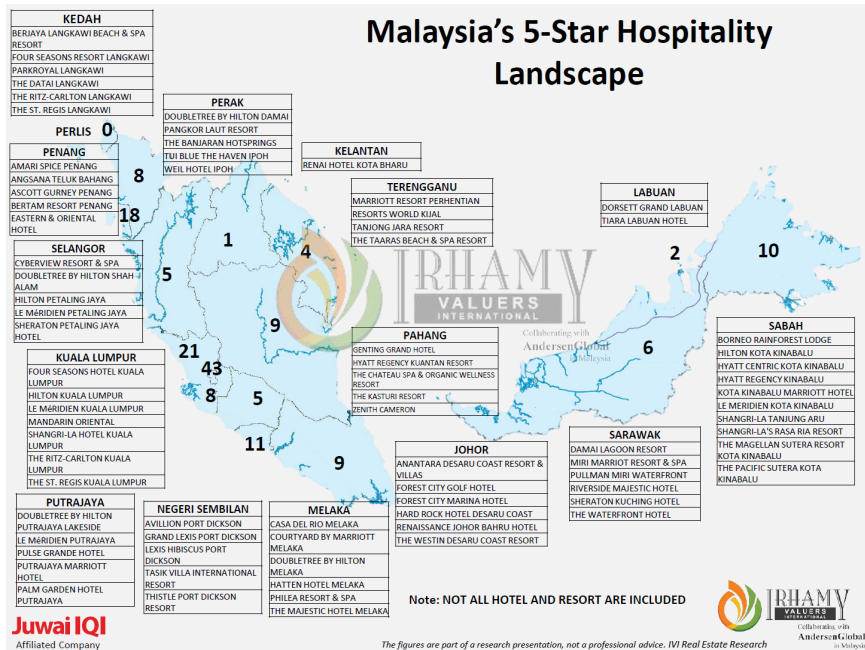 Malaysia's 5-Star Hospitality
Landscape
KEDAH
BERJAYA LANGKAWI BEACH & SPA
RESORT
FOUR SEASONS RESORT LANGKAWI
PARKROYAL LANGKAWI
THE DATAI LANGKAWI
THE RITZ-CARLTON LANGKAWI
THE ST. REGIS LANGKAWI
PERLIS
0
PERAK
DOUBLETREE BY HILTON DAMAI
PANGKOR LAUT RESORT
THE BANJARAN HOTSPRINGS
TUI BLUE THE HAVEN IPOH
WEIL HOTEL IPOH
KELANTAN
RENAI HOTEL KOTA BHARU
PENANG
AMARI SPICE PENANG
ANGSANA TELUK BAHANG
ASCOTT GURNEY PENANG
BERTAM RESORT PENANG
EASTERN & ORIENTAL
HOTEL
8
18
TERENGGANU
MARRIOTT RESORT PERHENTIAN
RESORTS WORLD KIJAL
TANJONG JARA RESORT
THE TAARAS BEACH & SPA RESORT
LABUAN
DORSETT GRAND LABUAN
TIARA LABUAN HOTEL
1
4
2
10
SELANGOR
CYBERVIEW RESORT & SPA
DOUBLETREE BY HILTON SHAH
ALAM
HILTON PETALING JAYA
LE MéRIDIEN PETALING JAYA
SHERATON PETALING JAYA
HOTEL
5
IRHAMY
VALUERS
INTERNATIONAL
Collaborating with
AndersenGlobal
in Malaysia
9
PAHANG
GENTING GRAND HOTEL
HYATT REGENCY KUANTAN RESORT
THE CHATEAU SPA & ORGANIC WELLNESS
RESORT
THE KASTURI RESORT
ZENITH CAMERON
6
SABAH
BORNEO RAINFOREST LODGE
HILTON KOTA KINABALU
HYATT CENTRIC KOTA KINABALU
HYATT REGENCY KINABALU
KOTA KINABALU MARRIOTT HOTEL
LE MERIDIEN KOTA KINABALU
SHANGRI-LA TANJUNG ARU
SHANGRI-LA'S RASA RIA RESORT
THE MAGELLAN SUTERA RESORT
KOTA KINABALU
THE PACIFIC SUTERA KOTA
KINABALU
KUALA LUMPUR
FOUR SEASONS HOTEL KUALA
LUMPUR
HILTON KUALA LUMPUR
LE MéRIDIEN KUALA LUMPUR
MANDARIN ORIENTAL
SHANGRI-LA HOTEL KUALA
LUMPUR
THE RITZ-CARLTON KUALA
LUMPUR
THE ST REGIS KUALA LUMPUR
21
43
8
5
11
9
JOHOR
ANANTARA DESARU COAST RESORT &
VILLAS
FOREST CITY GOLF HOTEL
FOREST CITY MARINA HOTEL
HARD ROCK HOTEL DESARU COAST
RENAISSANCE JOHOR BAHRU HOTEL
THE WESTIN DESARU COAST RESORT
SARAWAK
DAMAI LAGOON RESORT
MIRI MARRIOT RESORT & SPA
PULLMAN MIRI WATERFRONT
RIVERSIDE MAJESTIC HOTEL
SHERATON KUCHING HOTEL
THE WATERFRONT HOTEL
PUTRAJAYA
DOUBLETREE BY HILTON
PUTRAJAYA LAKESIDE
LE MéRIDIEN PUTRAJAYA
PULSE GRANDE HOTEL
PUTRAJAYA MARRIOTT
HOTEL
PALM GARDEN HOTEL
PUTRAJAYA
NEGERI SEMBILAN
AVILLION PORT DICKSON
GRAND LEXIS PORT DICKSON
LEXIS HIBISCUS PORT
DICKSON
TASIK VILLA INTERNATIONAL
RESORT
THISTLE PORT DICKSON
RESORT
MELAKA
CASA DEL RIO MELAKA
COURTYARD BY MARRIOTT
MELAKA
DOUBLETREE BY HILTON
MELAKA
HATTEN HOTEL MELAKA
PHILEA RESORT & SPA
THE MAJESTIC HOTEL MELAKA
Note: NOT ALL HOTEL AND RESORT ARE INCLUDED
IRHAMY
VALUERS
INTERNATIONAL
Collaborating with
AndersenGlobal
in Malaysia
Juwai IQI
Affiliated Company
The figures are part of a research presentation, not a professional advice. IVI Real Estate Research